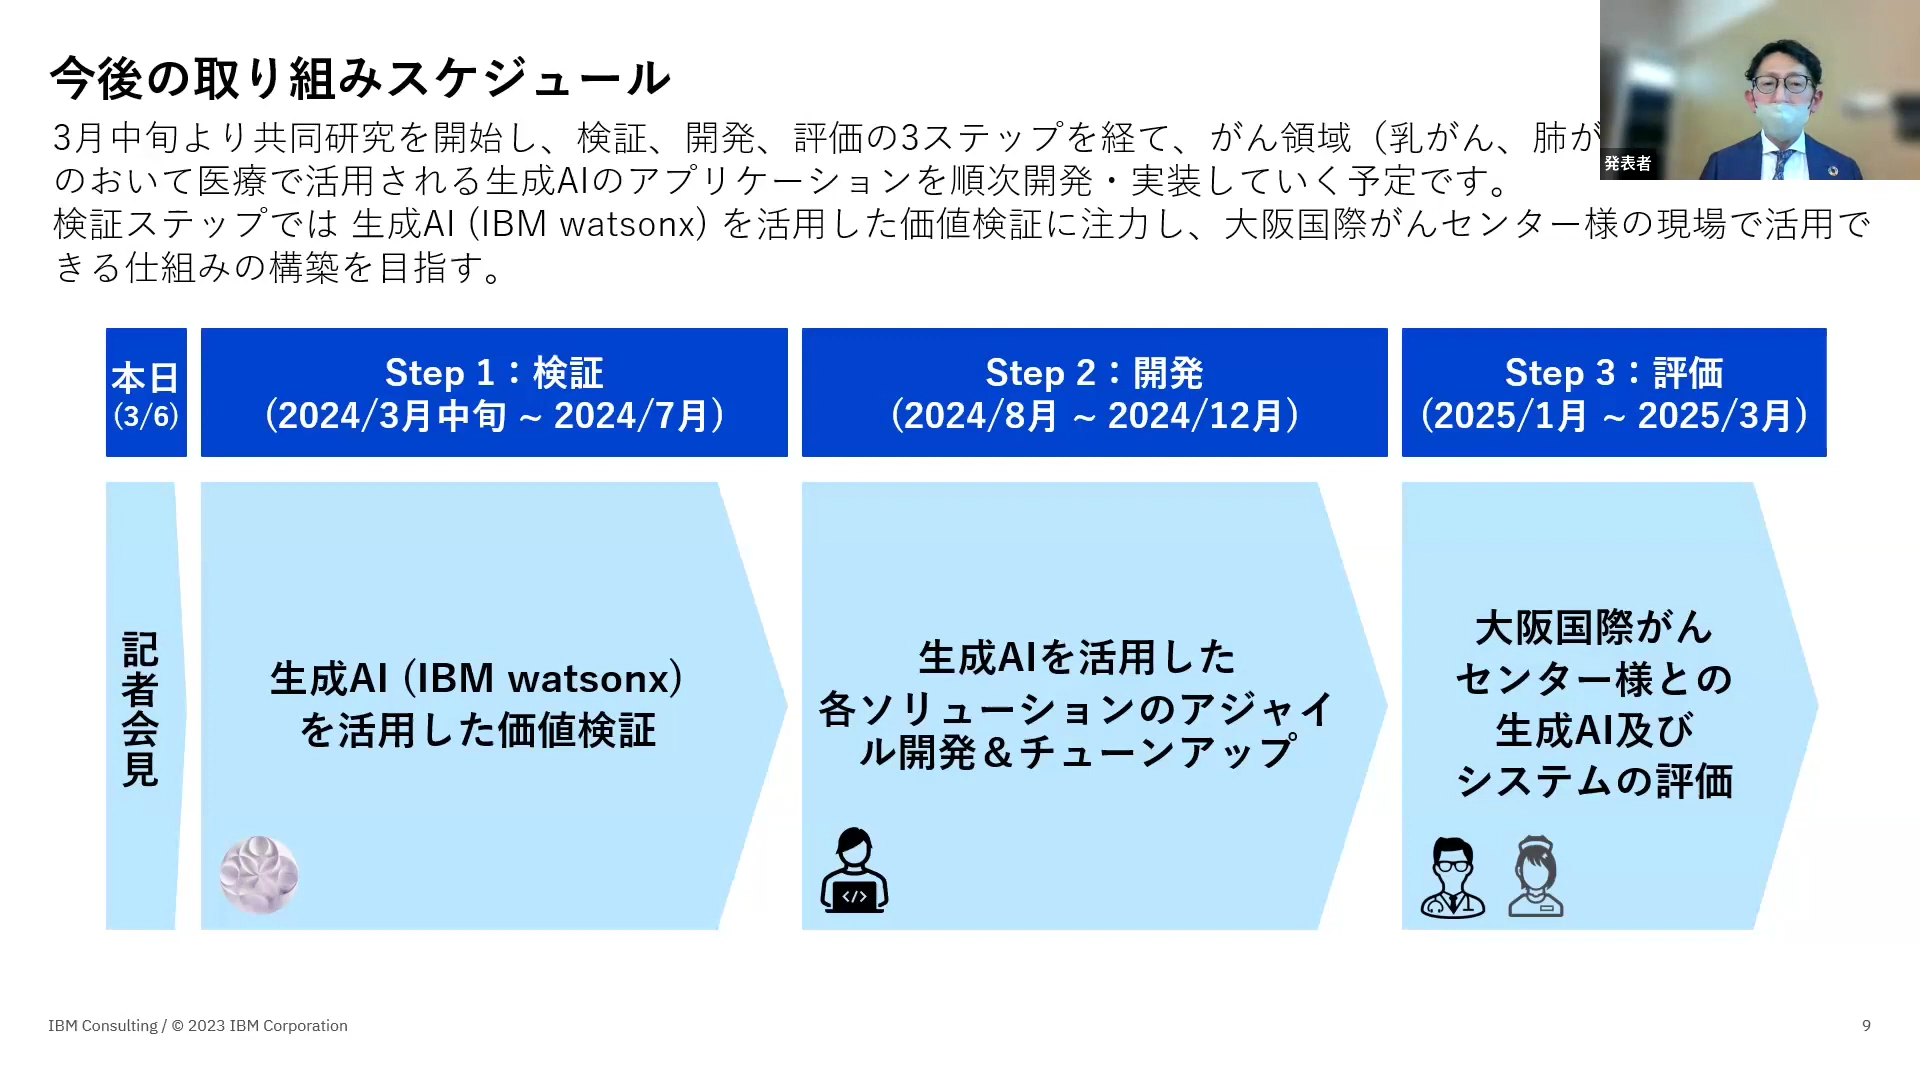 今後の取り組みスケジュール
3月中旬より共同研究を開始し、検証、開発、評価の3ステップを経て、がん領域（乳がん、肺が
のおいて医療で活用される生成AIのアプリケーションを順次開発・実装していく予定です。
検証ステップでは 生成AI (IBM watsonx) を活用した価値検証に注力し、大阪国際がんセンター様の現場で活用で
きる仕組みの構築を目指す。
発表者
本日
(3/6)
Step 1：検証
(2024/3月中旬 ~ 2024/7月)
Step 2：開発
(2024/8月 ~ 2024/12月)
Step 3：評価
(2025/1月 ~ 2025/3月)
記者会見
生成AI (IBM watsonx)
を活用した価値検証
生成AIを活用した
各ソリューションのアジャイ
ル開発＆チューンアップ
</>
大阪国際がん
センター様との
生成AI及び
システムの評価
IBM Consulting / © 2023 IBM Corporation
9